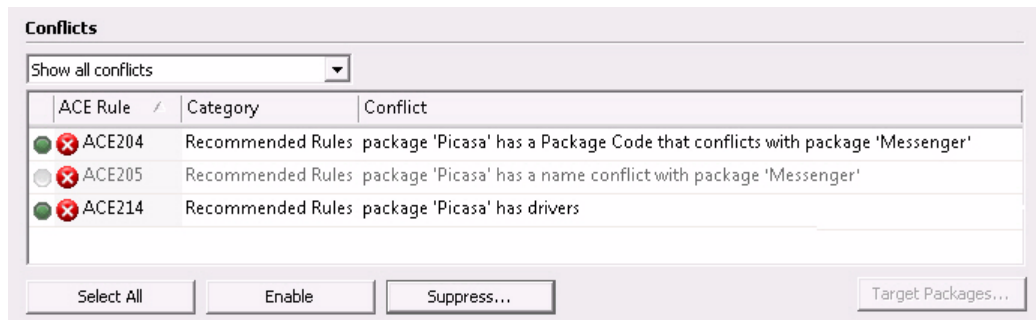 Conflicts
Show all conflicts
ACE Rule Category Conflict
ACE204 Recommended Rules package 'Picasa' has a Package Code that conflicts with package 'Messenger'
ACE205 Recommended Rules package 'Picasa' has a name conflict with package 'Messenger'
ACE214 Recommended Rules package 'Picasa' has drivers
Select All Enable Suppress... Target Packages...